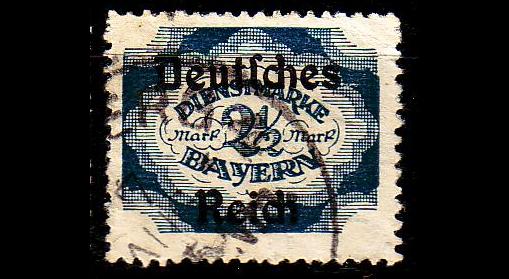 Deutsches
DIENSTMARKE
Mark 2½ Mark
BAYERN
Reich